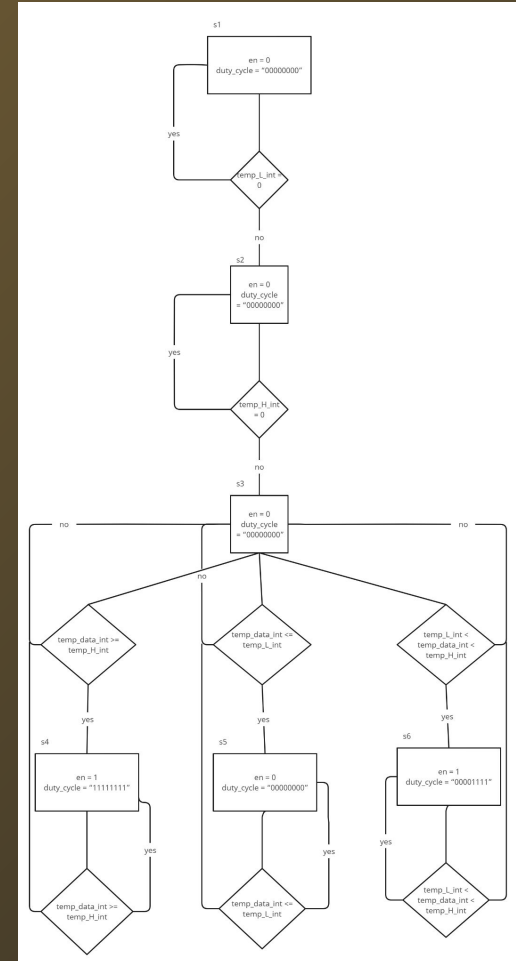 s1
en = 0
duty_cycle = "00000000"
yes
temp_L_int =
0
no
s2
en = 0
duty_cycle
= "00000000"
yes
temp_H_int
= 0
no
s3
en = 0
duty_cycle
= "00000000"
no
no
no
temp_data_int >=
temp_H_int
temp_data_int <=
temp_L_int
temp_L_int <
temp_data_int <
temp_H_int
yes
yes
yes
s4
en = 1
duty_cycle = "11111111"
s5
en = 0
duty_cycle = "00000000"
s6
en = 1
duty_cycle = "00001111"
yes
yes
yes
temp_data_int >=
temp_H_int
temp_data_int <=
temp_L_int
temp_L_int <
temp_data_int <
temp_H_int